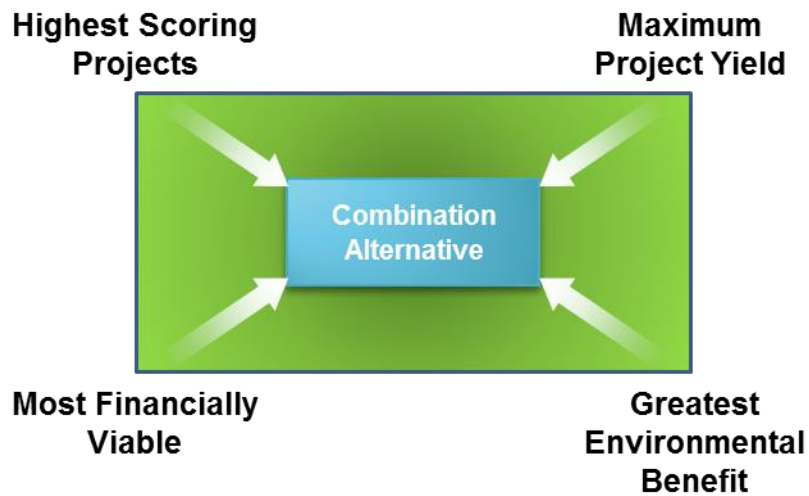 Highest Scoring
Projects
Maximum
Project Yield
Combination
Alternative
Most Financially
Viable
Greatest
Environmental
Benefit